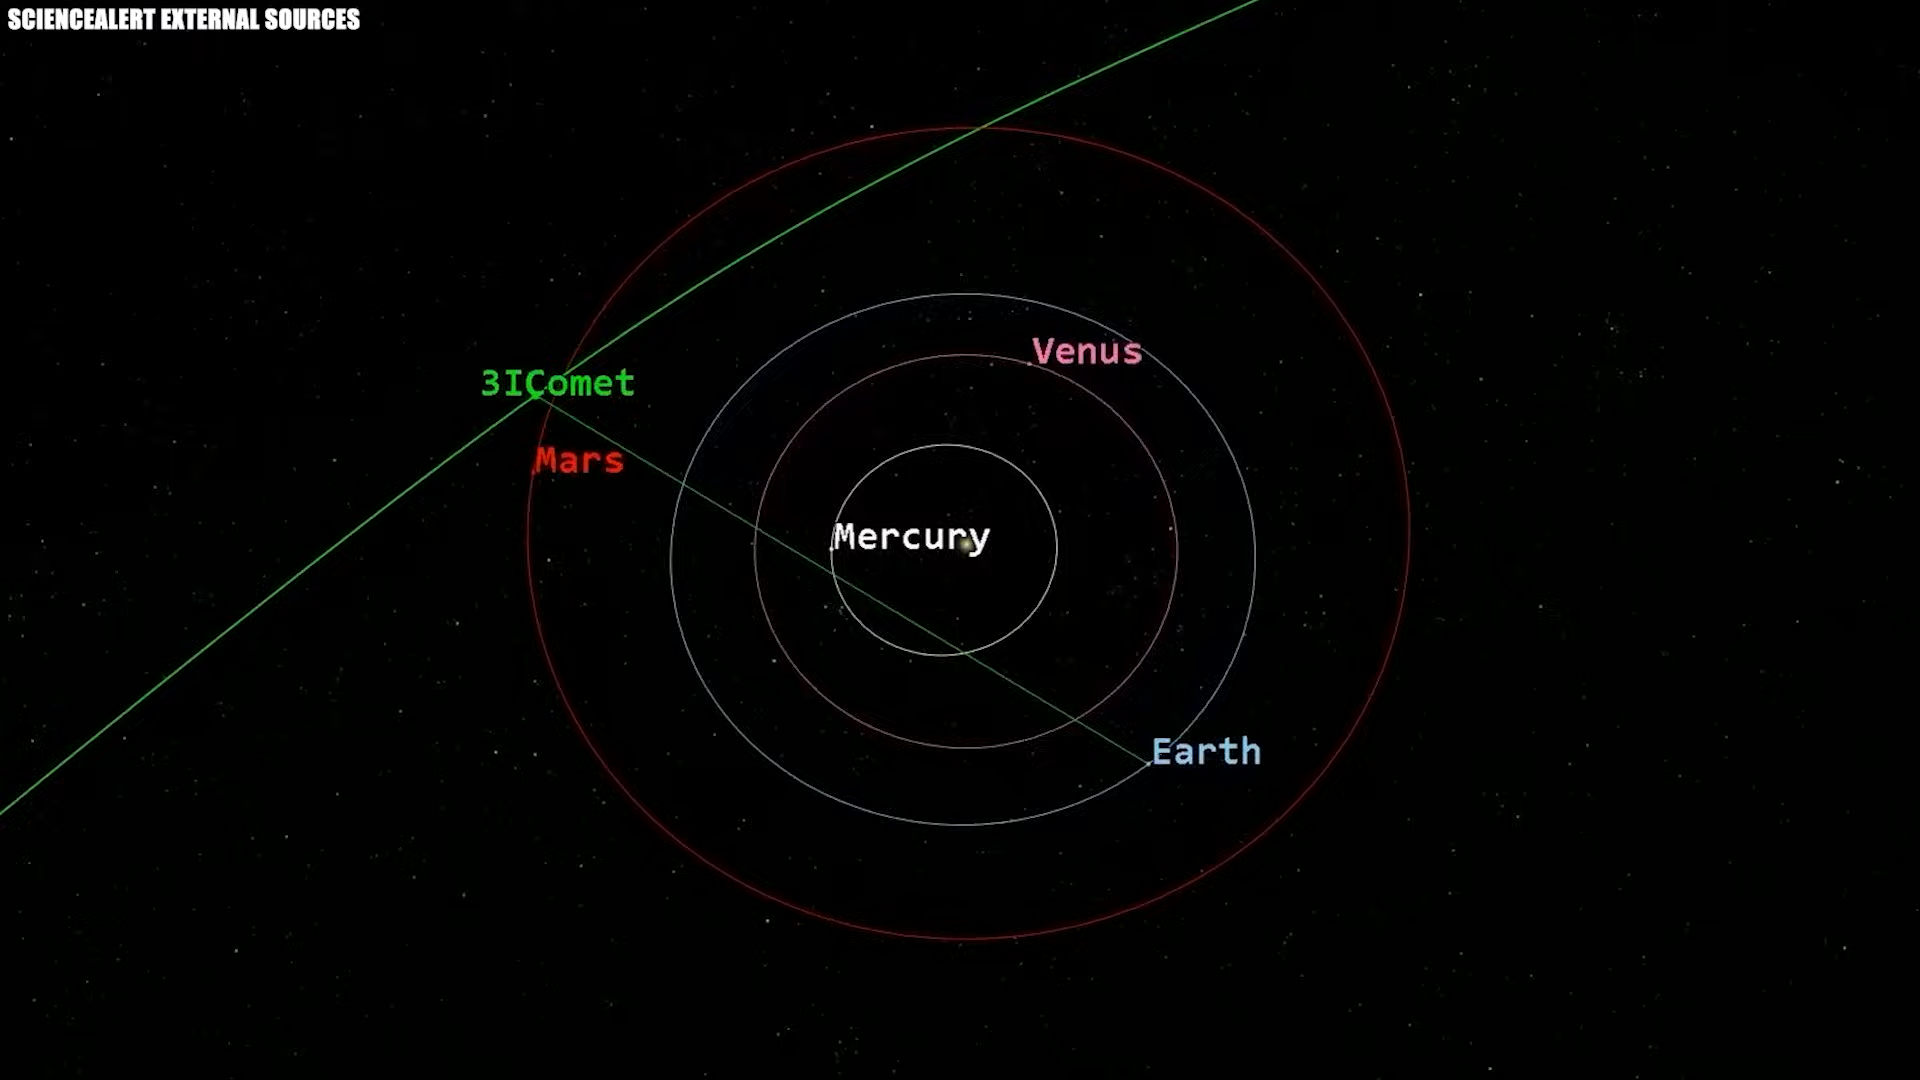 SCIENCEALERT EXTERNAL SOURCES
Venus
3IComet
Mars
Mercury
Earth